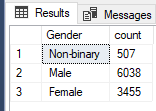 Results Messages
Gender count
1 Non-binary 507
2 Male 6038
3 Female 3455